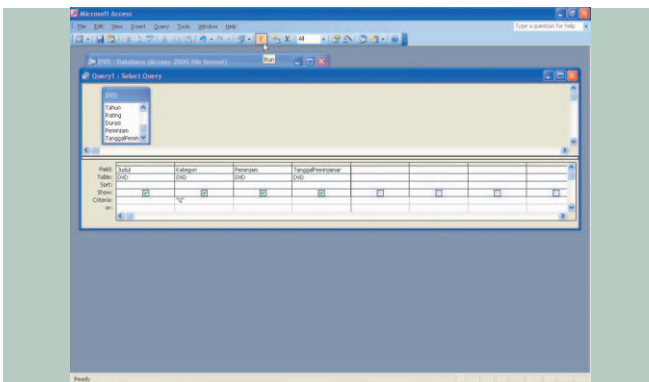 Microsoft Access
File Edit View Insert Query Tools Window Help
Type a question for help
All
DVD : Database (Access 2000 file format)
Run
Query1 : Select Query
DVD
Tahun
Rating
Durasi
Peminjam
TanggalPemin
Field: Judul Kategori Peminjam TanggalPeminjaman
Table: DVD DVD DVD DVD
Sort:
Show:
Criteria:
or:
Ready